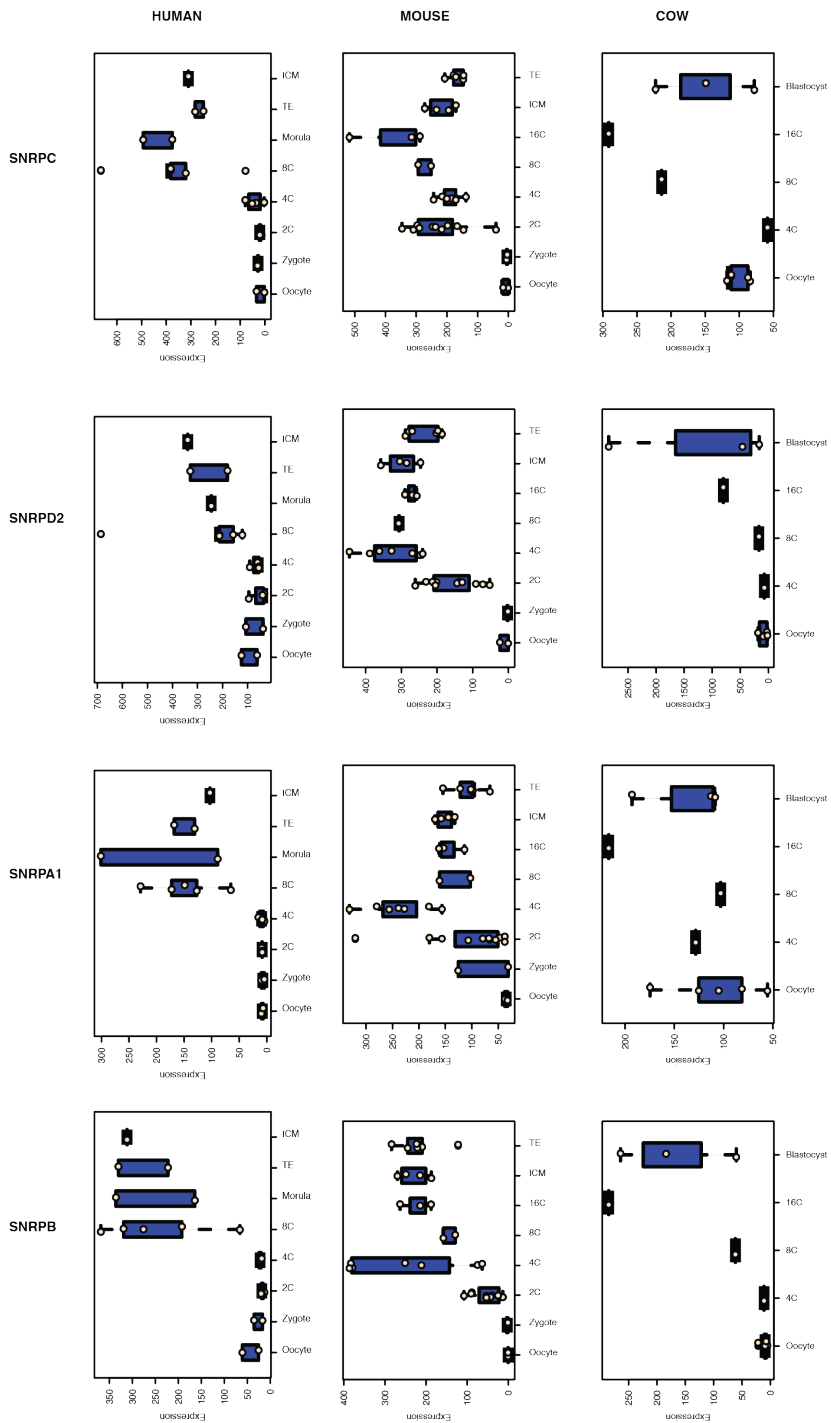 HUMAN MOUSE COW
SNRPC
ICM
TE
Morula
8C
4C
2C
Zygote
Oocyte
600 500 400 300 200 100 0
Expression
TE
ICM
16C
8C
4C
2C
Zygote
Oocyte
500 400 300 200 100 0
Expression
Blastocyst
16C
8C
4C
Oocyte
300 250 200 150 100 50
Expression
SNRPD2
ICM
TE
Morula
8C
4C
2C
Zygote
Oocyte
700 600 500 400 300 200 100
Expression
TE
ICM
16C
8C
4C
2C
Zygote
Oocyte
400 300 200 100 0
Expression
Blastocyst
16C
8C
4C
Oocyte
2500 2000 1500 1000 500 0
Expression
SNRPA1
ICM
TE
Morula
8C
4C
2C
Zygote
Oocyte
300 250 200 150 100 50 0
Expression
TE
ICM
16C
8C
4C
2C
Zygote
Oocyte
300 250 200 150 100 50
Expression
Blastocyst
16C
8C
4C
Oocyte
200 150 100 50
Expression
SNRPB
ICM
TE
Morula
8C
4C
2C
Zygote
Oocyte
350 300 250 200 150 100 50 0
Expression
TE
ICM
16C
8C
4C
2C
Zygote
Oocyte
400 300 200 100 0
Expression
Blastocyst
16C
8C
4C
Oocyte
250 200 150 100 50 0
Expression